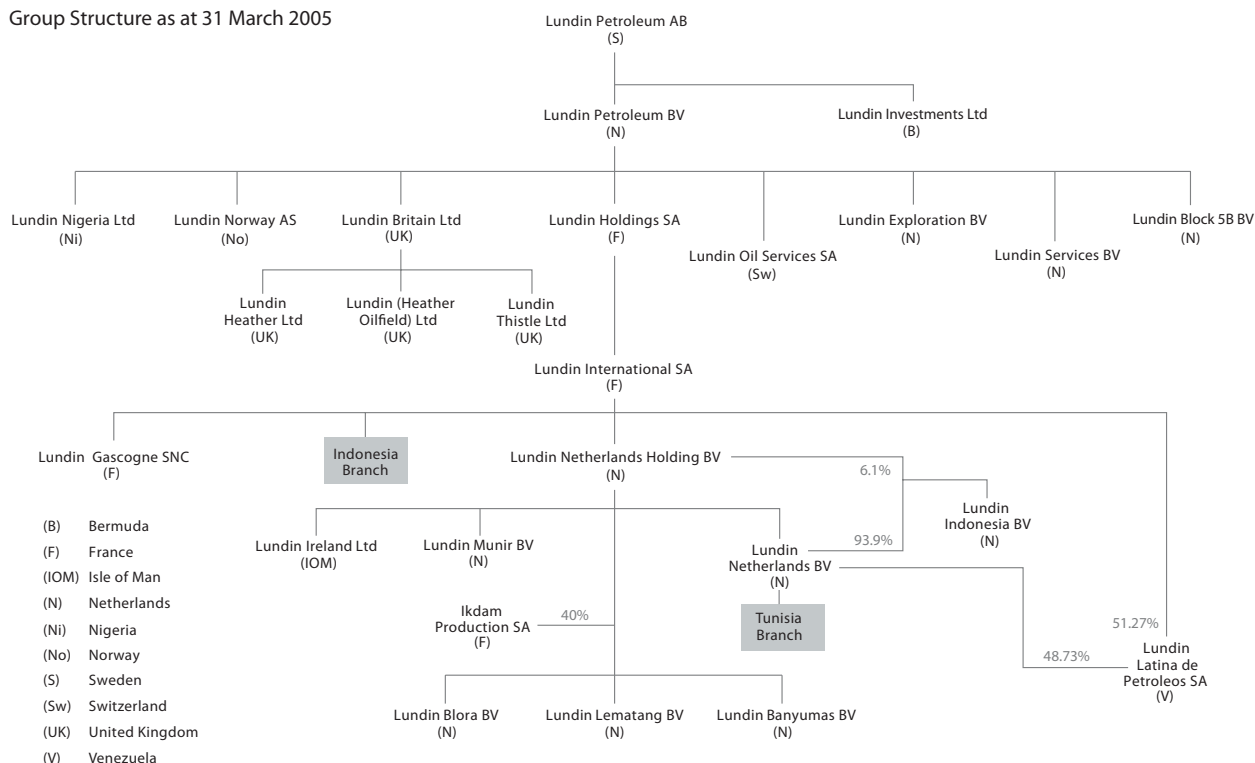 Group Structure as at 31 March 2005
Lundin Petroleum AB
(S)
Lundin Petroleum BV
(N)
Lundin Investments Ltd
(B)
Lundin Nigeria Ltd
(Ni)
Lundin Norway AS
(No)
Lundin Britain Ltd
(UK)
Lundin Holdings SA
(F)
Lundin Oil Services SA
(Sw)
Lundin Exploration BV
(N)
Lundin Services BV
(N)
Lundin Block 5B BV
(N)
Lundin
Heather Ltd
(UK)
Lundin (Heather
Oilfield) Ltd
(UK)
Lundin
Thistle Ltd
(UK)
Lundin International SA
(F)
Lundin Gascogne SNC
(F)
Indonesia
Branch
Lundin Netherlands Holding BV
(N)
6.1%
Lundin
Indonesia BV
(N)
93.9%
Lundin Ireland Ltd
(IOM)
Lundin Munir BV
(N)
Lundin
Netherlands BV
(N)
Tunisia
Branch
Ikdam
Production SA
(F)
40%
51.27%
48.73%
Lundin
Latina de
Petroleos SA
(V)
Lundin Blora BV
(N)
Lundin Lematang BV
(N)
Lundin Banyumas BV
(N)
(B) Bermuda
(F) France
(IOM) Isle of Man
(N) Netherlands
(Ni) Nigeria
(No) Norway
(S) Sweden
(Sw) Switzerland
(UK) United Kingdom
(V) Venezuela